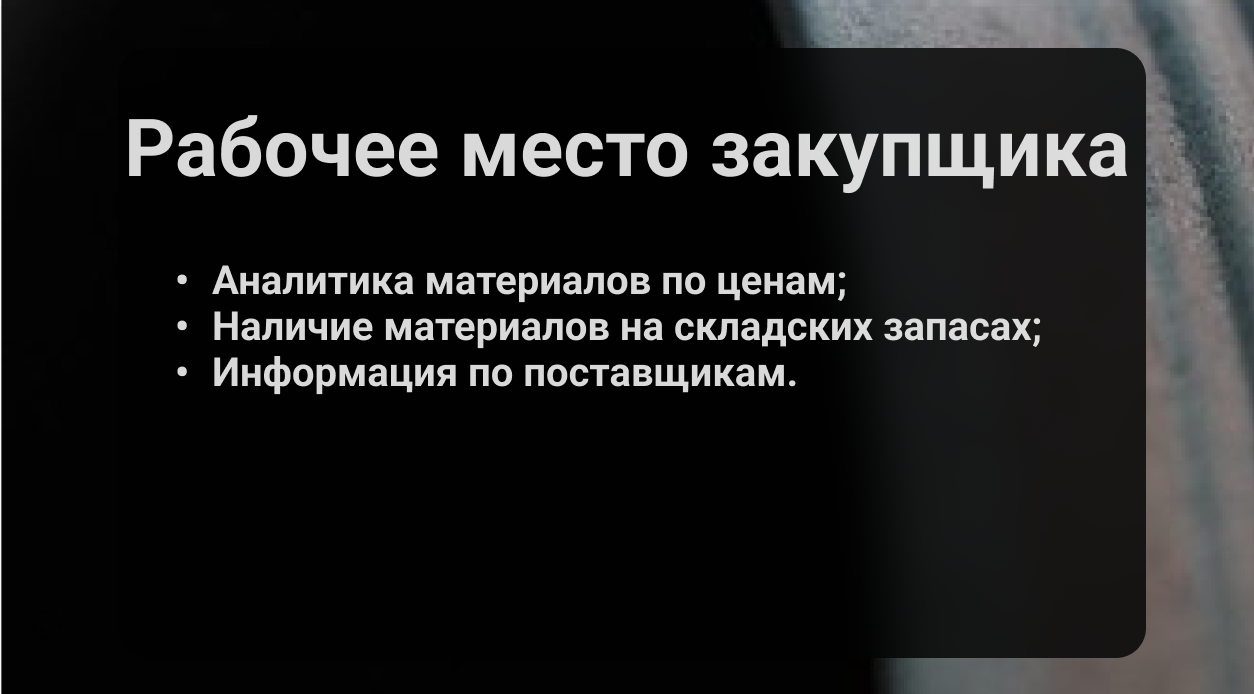 Рабочее место закупщика
• Аналитика материалов по ценам;
• Наличие материалов на складских запасах;
• Информация по поставщикам.